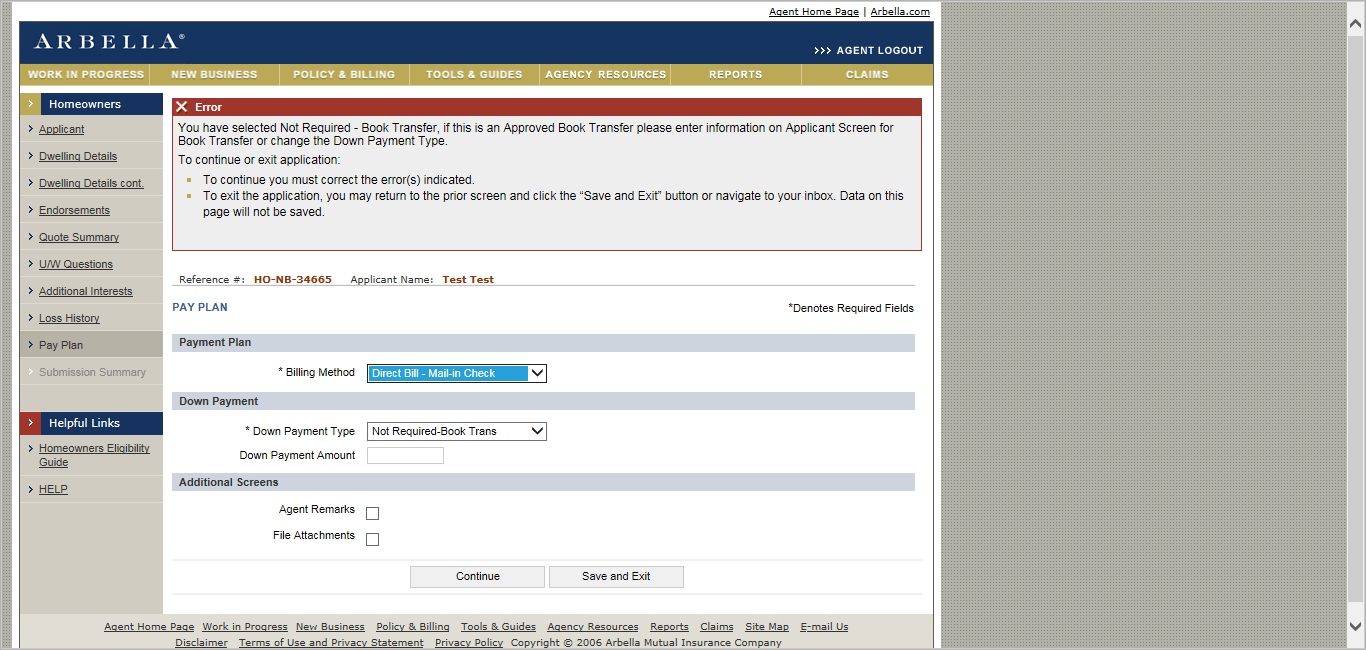 Agent Home Page | Arbella.com
ARBELLA®
>>> AGENT LOGOUT
WORK IN PROGRESS NEW BUSINESS POLICY & BILLING TOOLS & GUIDES AGENCY RESOURCES REPORTS CLAIMS
Homeowners
Applicant
Dwelling Details
Dwelling Details cont.
Endorsements
Quote Summary
U/W Questions
Additional Interests
Loss History
Pay Plan
Submission Summary
Helpful Links
Homeowners Eligibility
Guide
HELP
Error
You have selected Not Required - Book Transfer, if this is an Approved Book Transfer please enter information on Applicant Screen for
Book Transfer or change the Down Payment Type.
To continue or exit application:
To continue you must correct the error(s) indicated.
To exit the application, you may return to the prior screen and click the “Save and Exit” button or navigate to your inbox. Data on this
page will not be saved.
Reference #: HO-NB-34665 Applicant Name: Test Test
PAY PLAN *Denotes Required Fields
Payment Plan
* Billing Method Direct Bill - Mail-in Check
Down Payment
* Down Payment Type Not Required-Book Trans
Down Payment Amount
Additional Screens
Agent Remarks
File Attachments
Continue Save and Exit
Agent Home Page Work in Progress New Business Policy & Billing Tools & Guides Agency Resources Reports Claims Site Map E-mail Us
Disclaimer Terms of Use and Privacy Statement Privacy Policy Copyright © 2006 Arbella Mutual Insurance Company